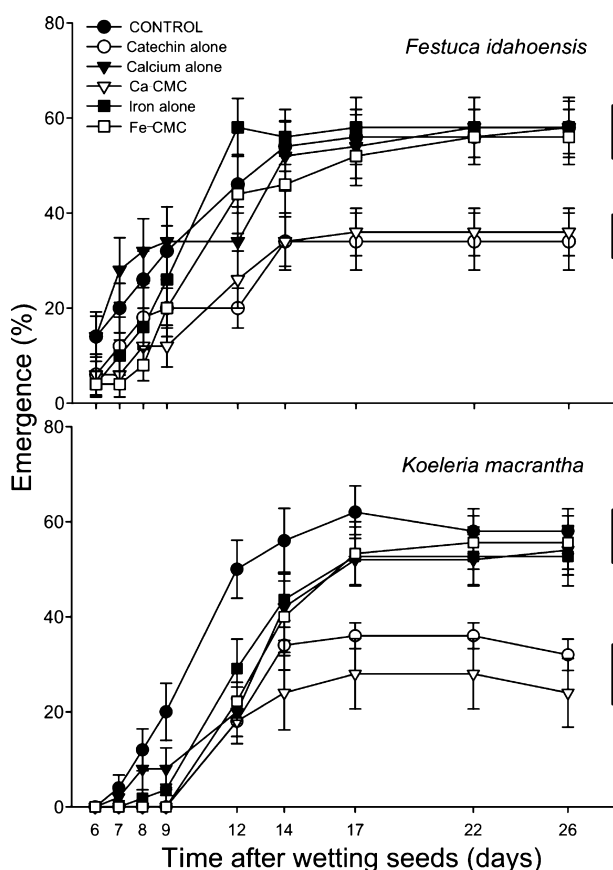 80
Festuca idahoensis
CONTROL
Catechin alone
Calcium alone
Ca CMC
Iron alone
Fe–CMC
60
40
20
0
Emergence (%)
80
Koeleria macrantha
60
40
20
0
6 7 8 9 12 14 17 22 26
Time after wetting seeds (days)